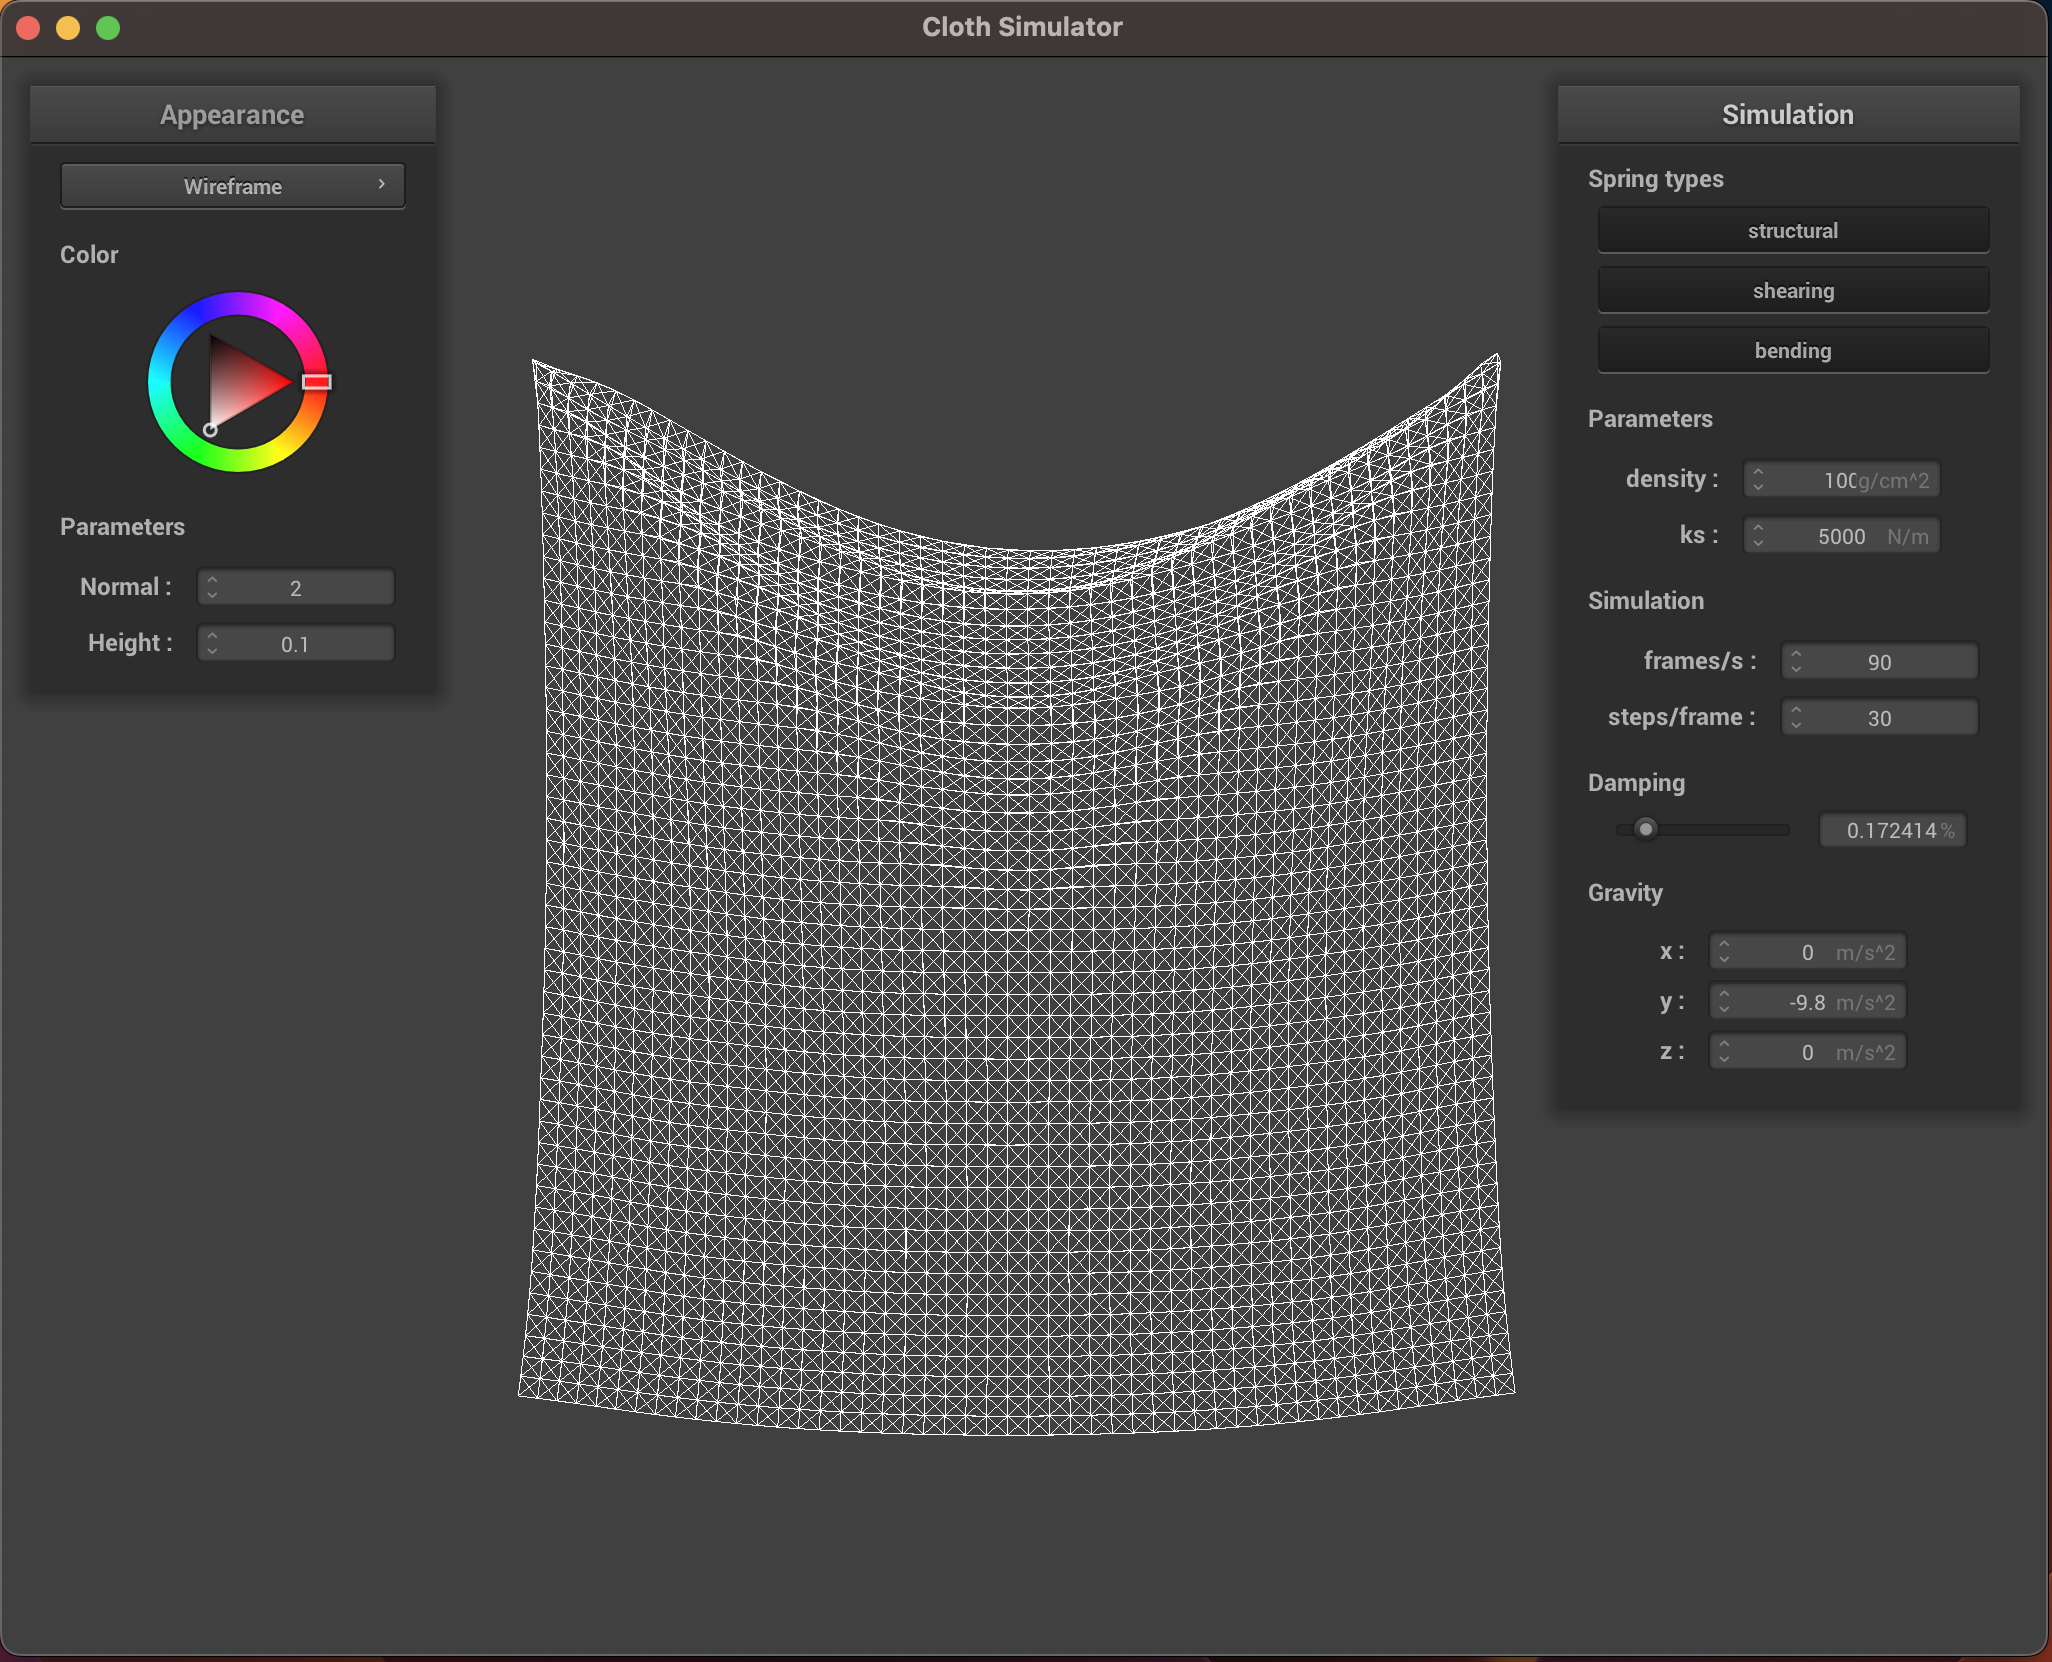 Cloth Simulator
Appearance
Wireframe
Color
Parameters
Normal : 2
Height : 0.1
Simulation
Spring types
structural
shearing
bending
Parameters
density : 100 g/cm^2
ks : 5000 N/m
Simulation
frames/s : 90
steps/frame : 30
Damping
0.172414 %
Gravity
x : 0 m/s^2
y : -9.8 m/s^2
z : 0 m/s^2